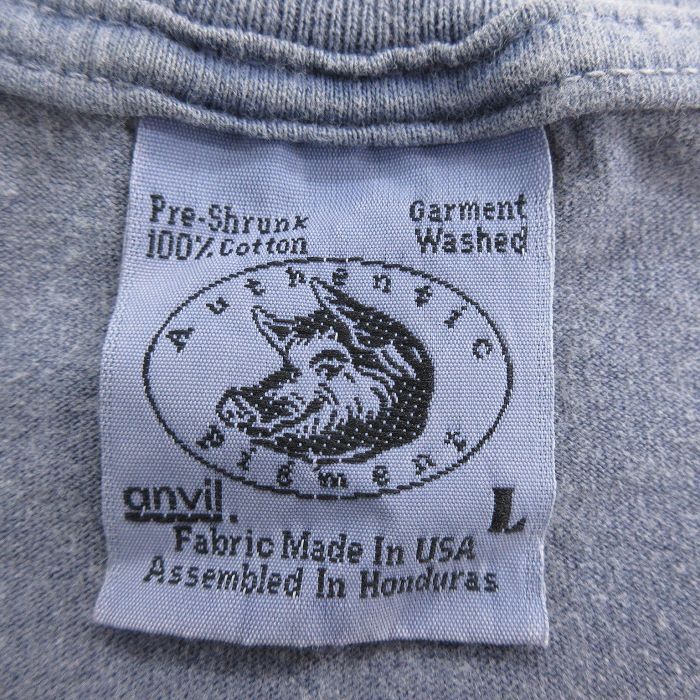 Pre-Shrunk
100% Cotton
Garment
Washed
Authentic
pigment
anvil.
L
Fabric Made In USA
Assembled In Honduras